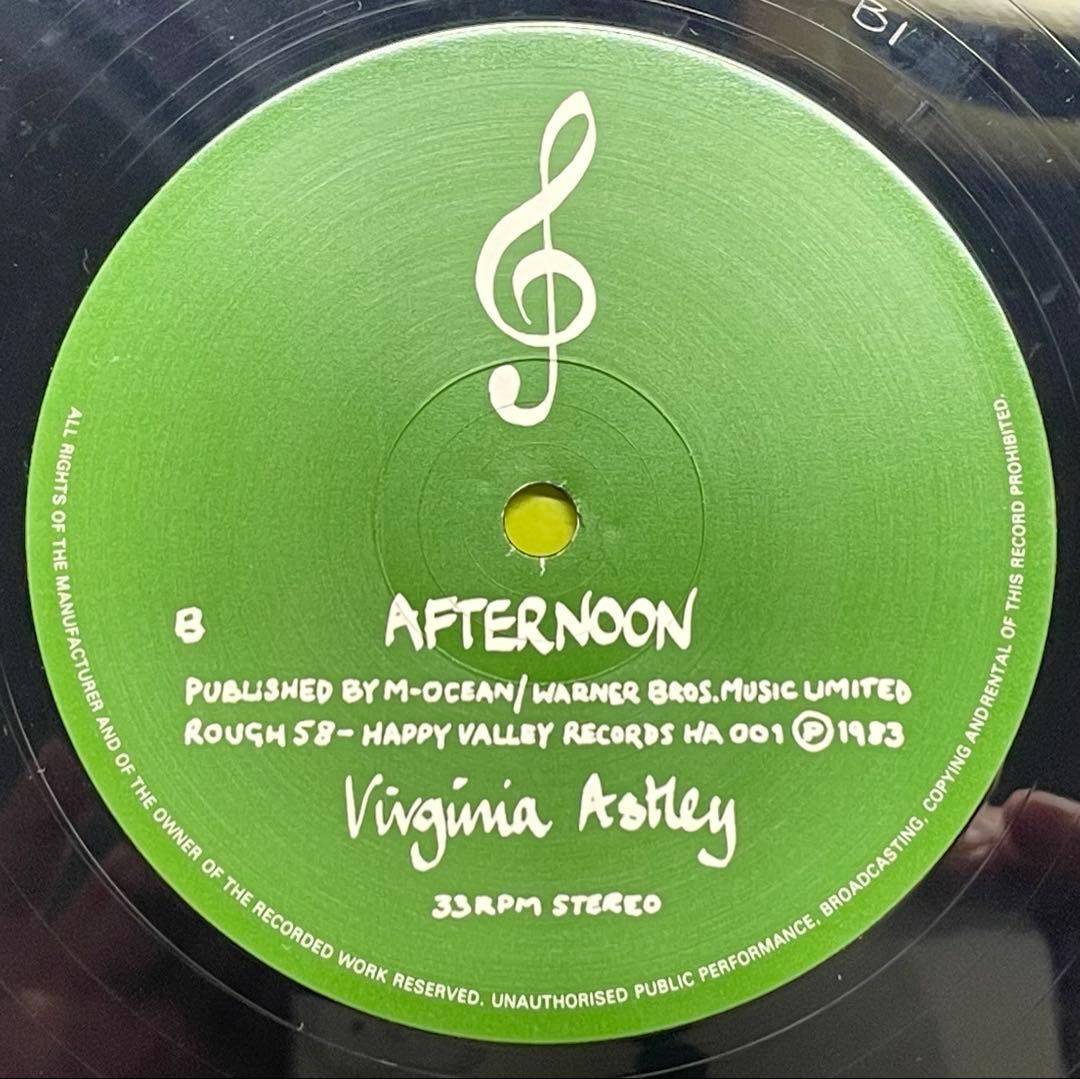 B1
B AFTERNOON
PUBLISHED BY M-OCEAN/WARNER BROS. MUSIC LIMITED
ROUGH 58 - HAPPY VALLEY RECORDS HA 001 Ⓟ 1983
Virginia Astley
33 RPM STEREO
ALL RIGHTS OF THE MANUFACTURER AND OF THE OWNER OF THE RECORDED WORK RESERVED. UNAUTHORISED PUBLIC PERFORMANCE, BROADCASTING, COPYING AND RENTAL OF THIS RECORD PROHIBITED.